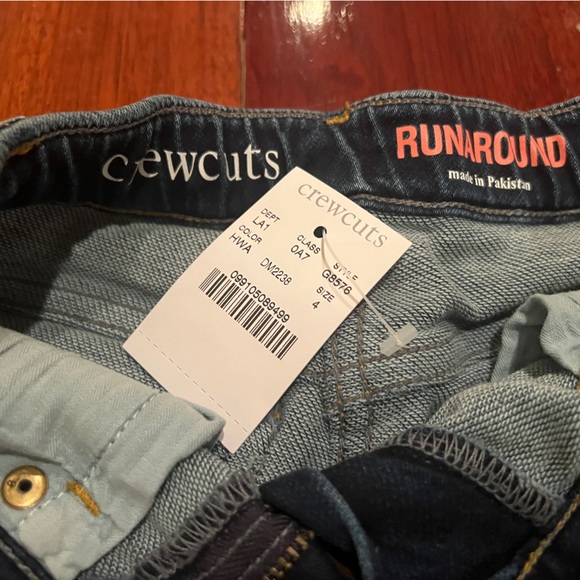 crewcuts
RUNAROUND
made in Pakistan
crewcuts
DEPT CLASS STYLE
LA1 0A7 G8576
COLOR SIZE
HWA DM2238 4
099105089499